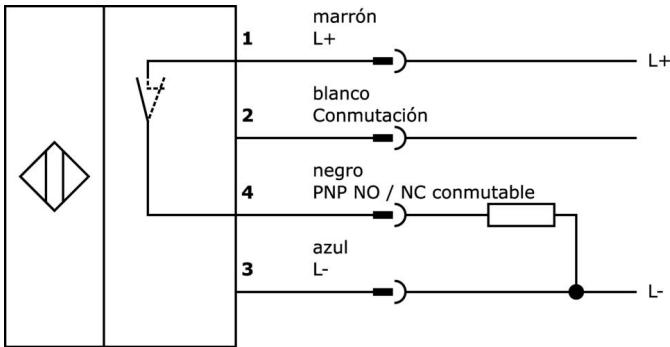 marrón
1 L+
L+
blanco
2 Conmutación
negro
4 PNP NO / NC conmutable
azul
3 L-
L-